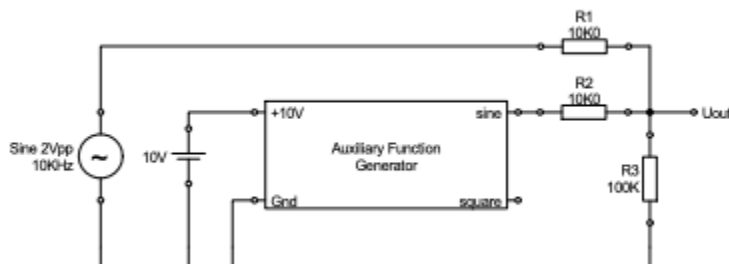 R1
10K0
R2
10K0
+10V
sine
Uout
Sine 2Vpp
10KHz
10V
Auxiliary Function
Generator
R3
100K
Gnd
square